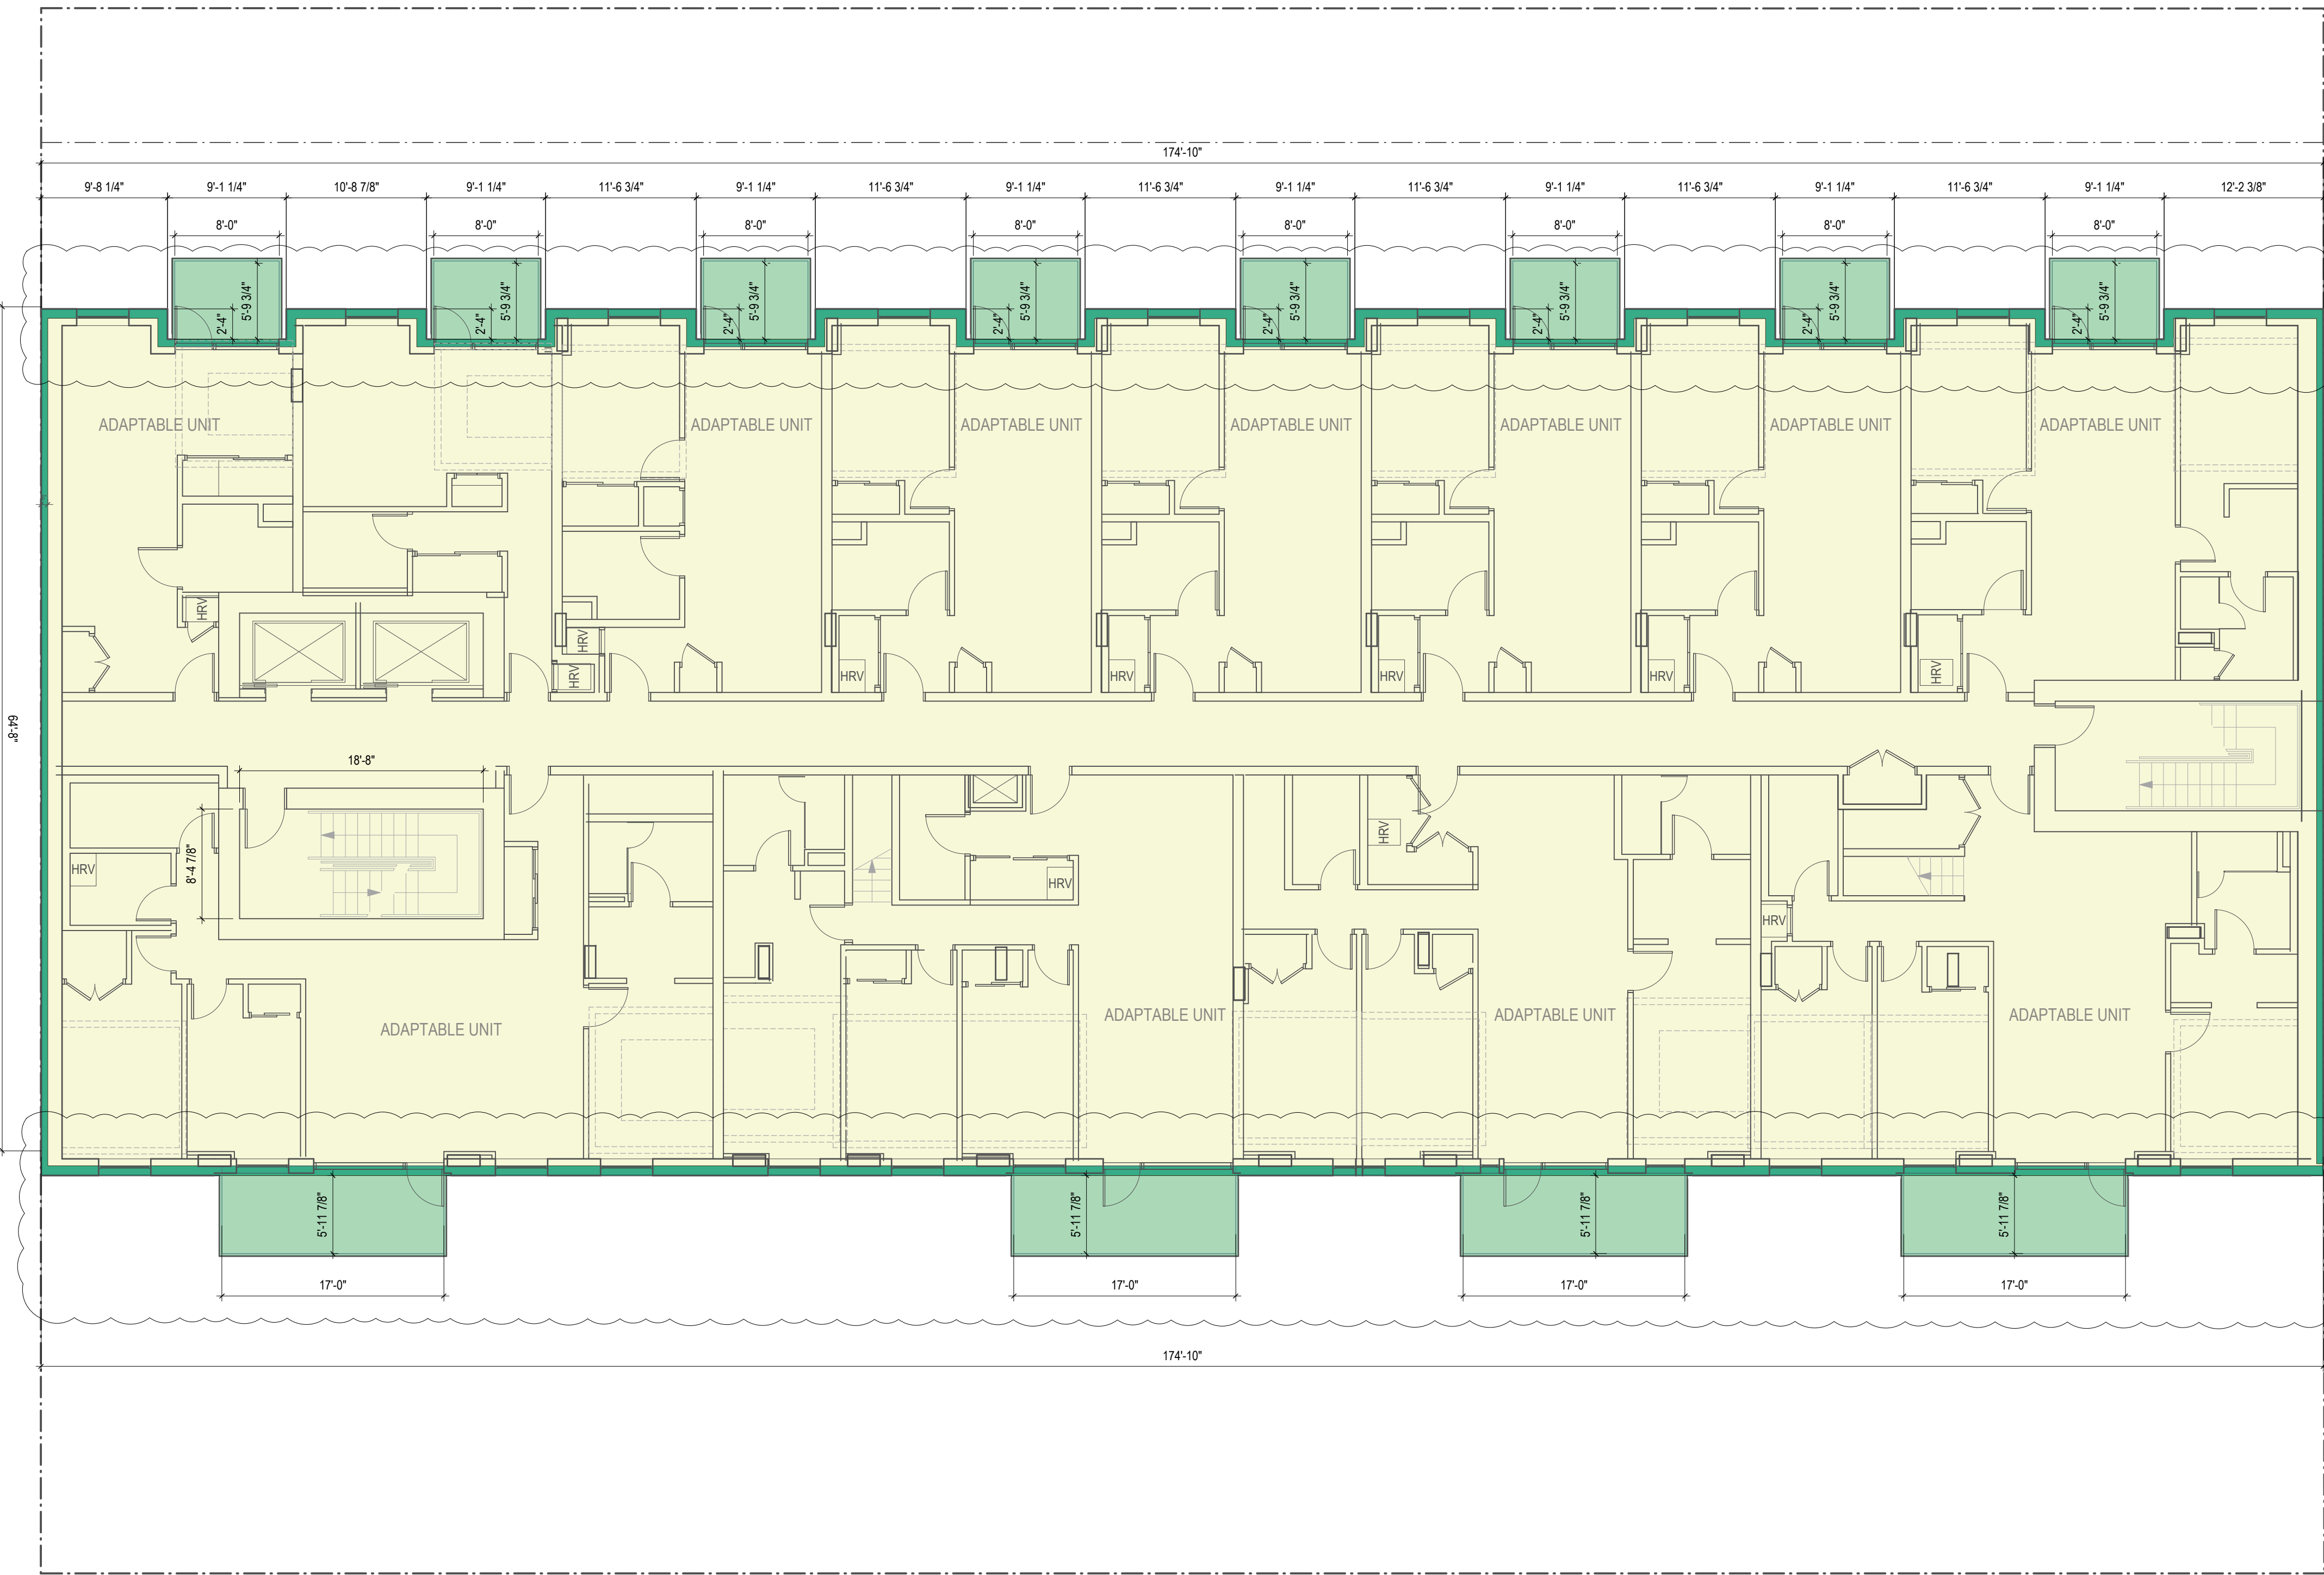 174'-10"
9'-8 1/4" 9'-1 1/4" 10'-8 7/8" 9'-1 1/4" 11'-6 3/4" 9'-1 1/4" 11'-6 3/4" 9'-1 1/4" 11'-6 3/4" 9'-1 1/4" 11'-6 3/4" 9'-1 1/4" 11'-6 3/4" 9'-1 1/4" 11'-6 3/4" 9'-1 1/4" 12'-2 3/8"
8'-0" 8'-0" 8'-0" 8'-0" 8'-0" 8'-0" 8'-0" 8'-0"
5'-9 3/4" 5'-9 3/4" 5'-9 3/4" 5'-9 3/4" 5'-9 3/4" 5'-9 3/4" 5'-9 3/4" 5'-9 3/4"
2'-4" 2'-4" 2'-4" 2'-4" 2'-4" 2'-4" 2'-4" 2'-4"
ADAPTABLE UNIT ADAPTABLE UNIT ADAPTABLE UNIT ADAPTABLE UNIT ADAPTABLE UNIT ADAPTABLE UNIT ADAPTABLE UNIT
HRV
HRV
HRV HRV HRV HRV HRV HRV
64'-8"
18'-8"
HRV
8'-4 7/8"
HRV HRV
HRV
ADAPTABLE UNIT ADAPTABLE UNIT ADAPTABLE UNIT
ADAPTABLE UNIT
5'-11 7/8" 5'-11 7/8" 5'-11 7/8" 5'-11 7/8"
17'-0" 17'-0" 17'-0" 17'-0"
174'-10"